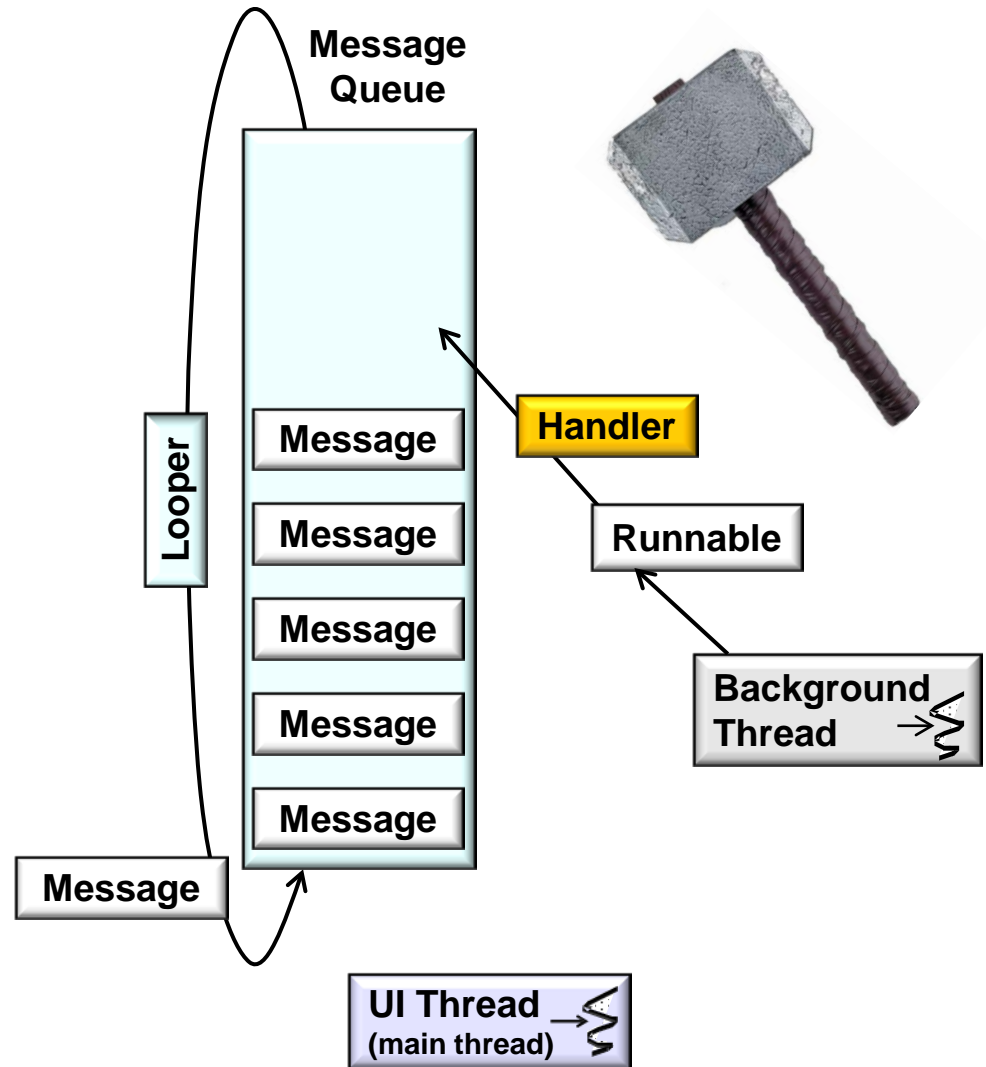 Message
Queue
Message
Handler
Looper
Message
Runnable
Message
Background
Thread
Message
Message
Message
UI Thread
(main thread)